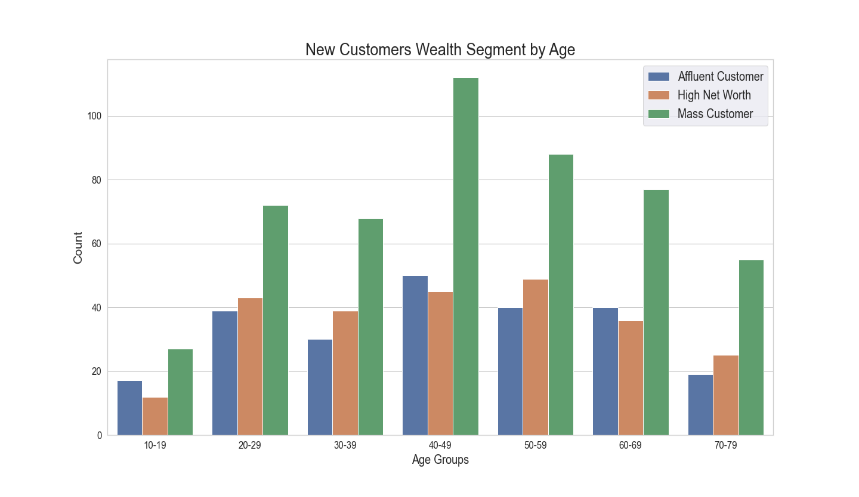 New Customers Wealth Segment by Age
Affluent Customer
High Net Worth
Mass Customer
Count
100
80
60
40
20
0
10-19 20-29 30-39 40-49 50-59 60-69 70-79
Age Groups